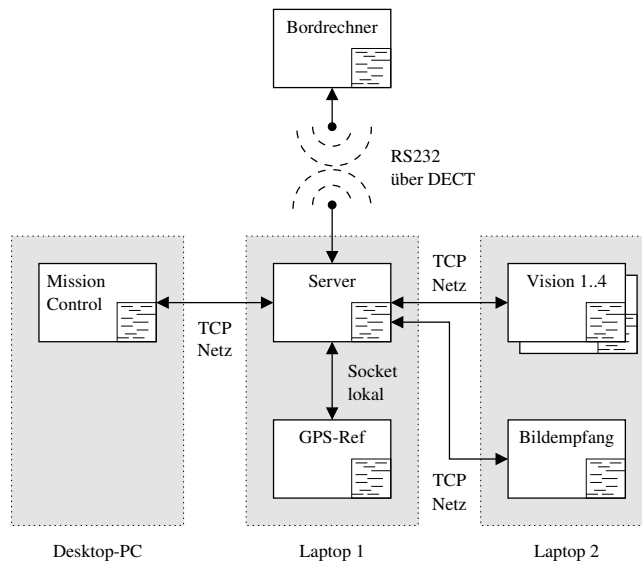 Bordrechner
RS232
über DECT
Mission
Control
TCP
Netz
Server
Socket
lokal
GPS-Ref
TCP
Netz
Vision 1..4
TCP
Netz
Bildempfang
Desktop-PC
Laptop 1
Laptop 2